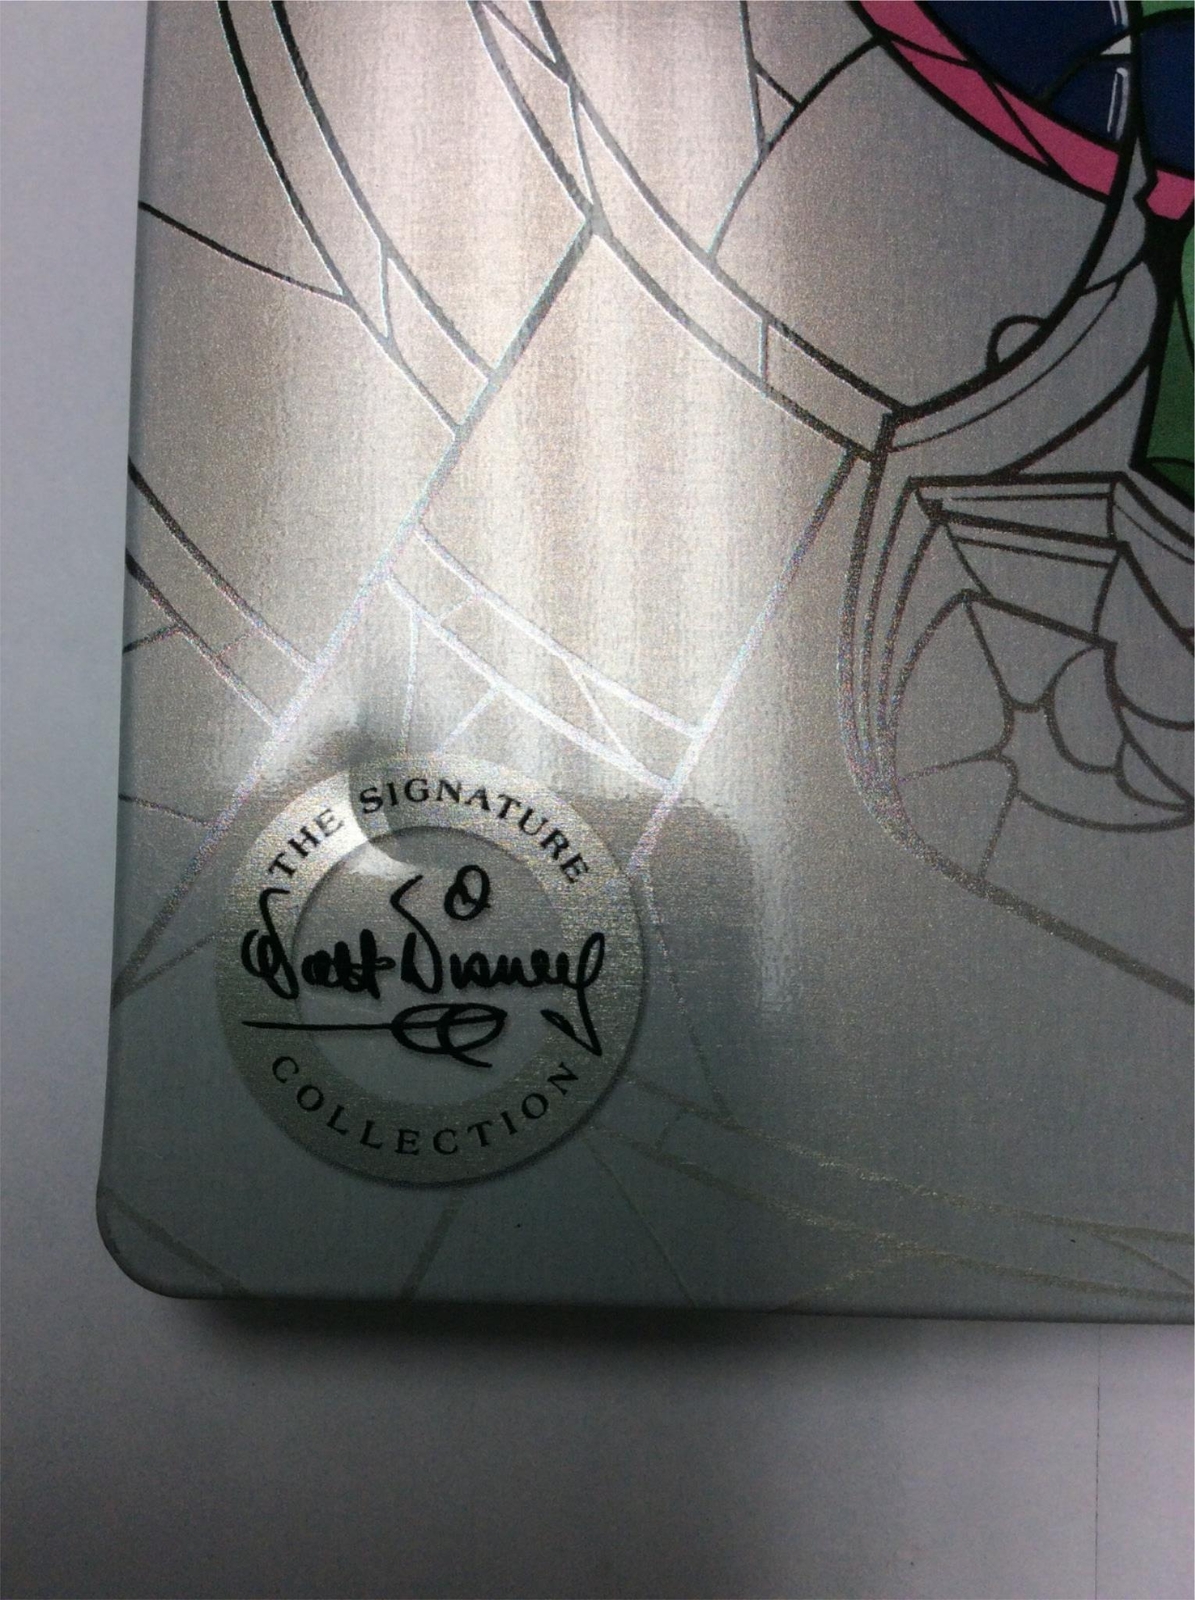 THE SIGNATURE
Walt Disney
COLLECTION